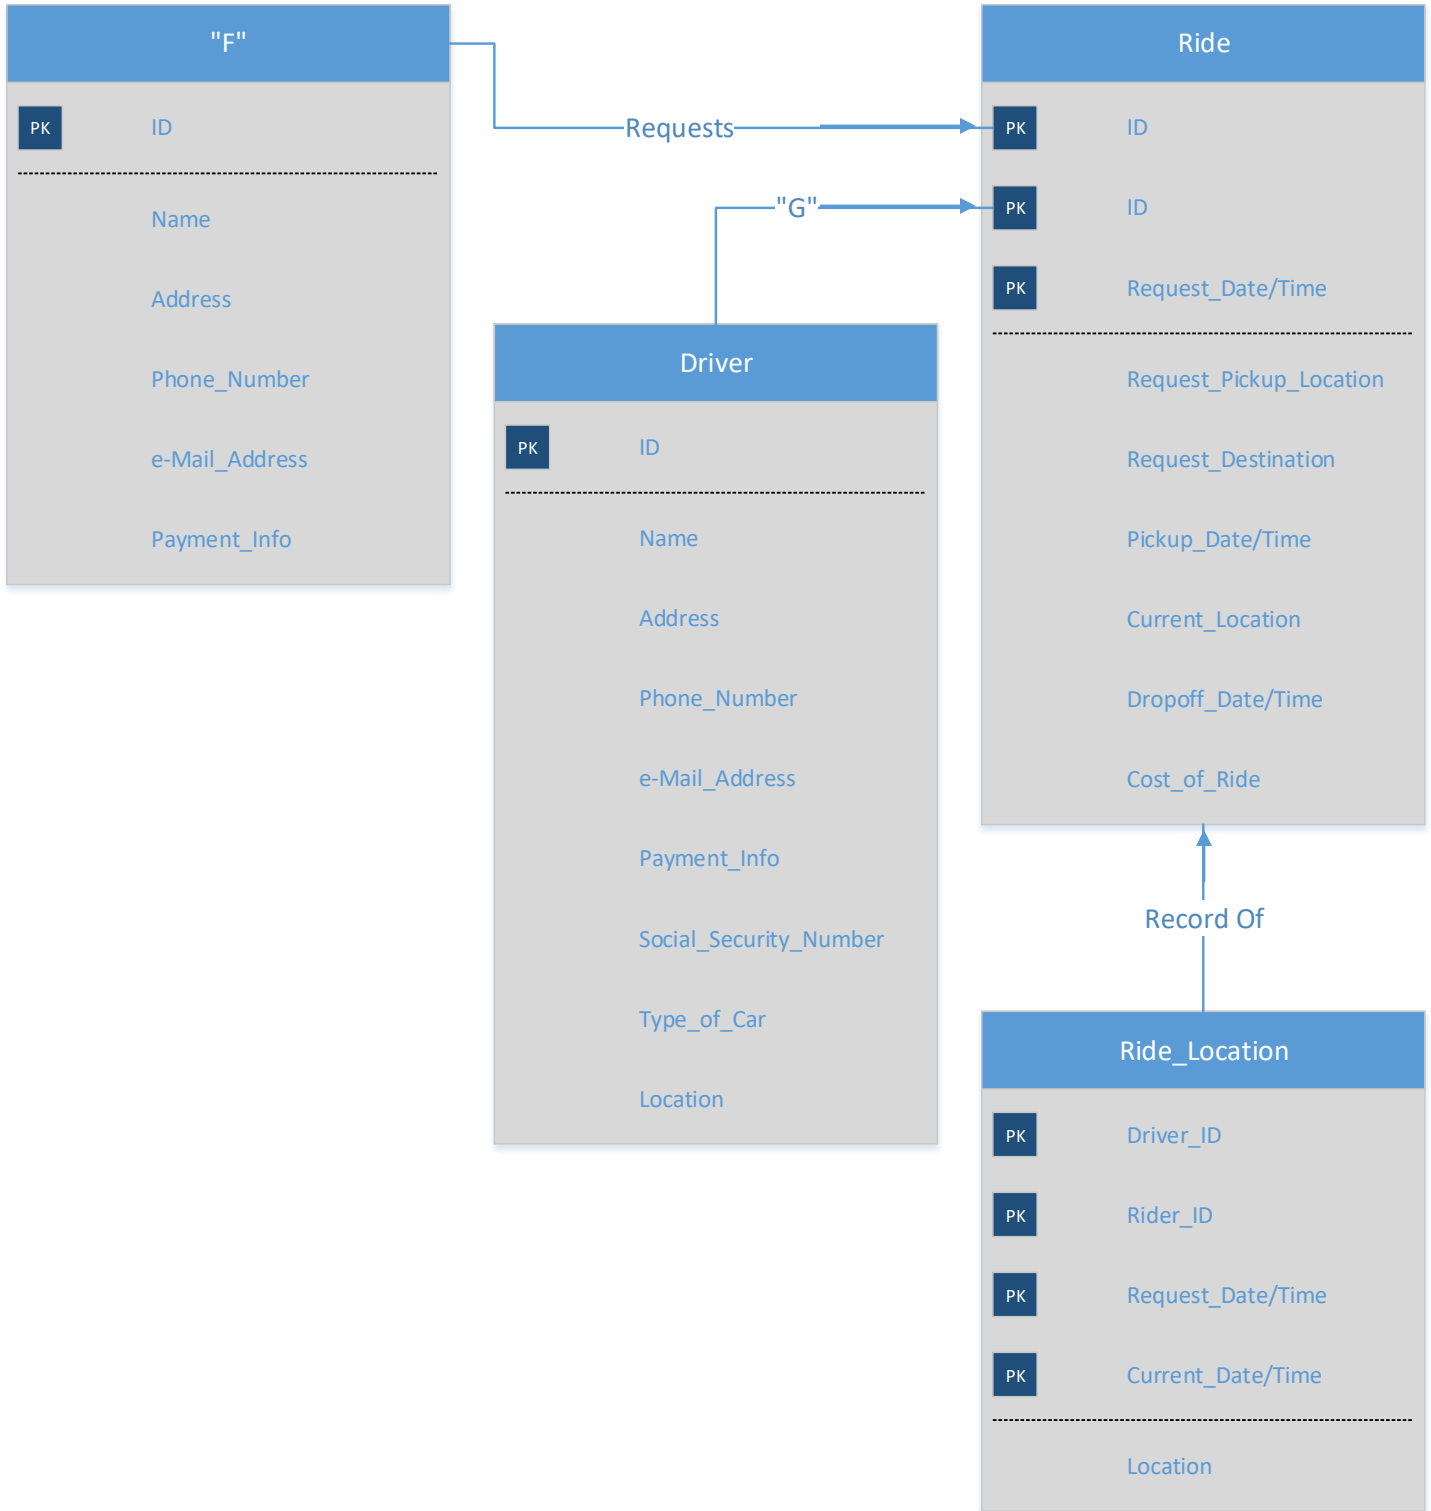 "F"
PK ID
Name
Address
Phone_Number
e-Mail_Address
Payment_Info
Requests
"G"
Driver
PK ID
Name
Address
Phone_Number
e-Mail_Address
Payment_Info
Social_Security_Number
Type_of_Car
Location
Ride
PK ID
PK ID
PK Request_Date/Time
Request_Pickup_Location
Request_Destination
Pickup_Date/Time
Current_Location
Dropoff_Date/Time
Cost_of_Ride
Record Of
Ride_Location
PK Driver_ID
PK Rider_ID
PK Request_Date/Time
PK Current_Date/Time
Location